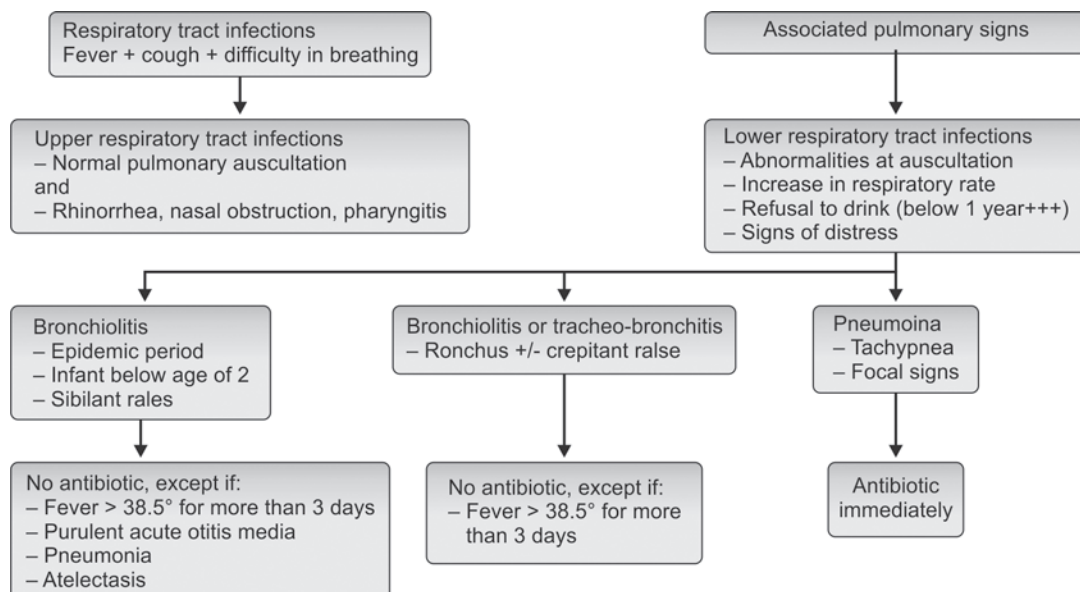 Respiratory tract infections
Fever + cough + difficulty in breathing
Associated pulmonary signs
Upper respiratory tract infections
– Normal pulmonary auscultation
and
– Rhinorrhea, nasal obstruction, pharyngitis
Lower respiratory tract infections
– Abnormalities at auscultation
– Increase in respiratory rate
– Refusal to drink (below 1 year+++)
– Signs of distress
Bronchiolitis
– Epidemic period
– Infant below age of 2
– Sibilant rales
Bronchiolitis or tracheo-bronchitis
– Ronchus +/- crepitant ralse
Pneumoina
– Tachypnea
– Focal signs
No antibiotic, except if:
– Fever > 38.5° for more than 3 days
– Purulent acute otitis media
– Pneumonia
– Atelectasis
No antibiotic, except if:
– Fever > 38.5° for more
than 3 days
Antibiotic
immediately